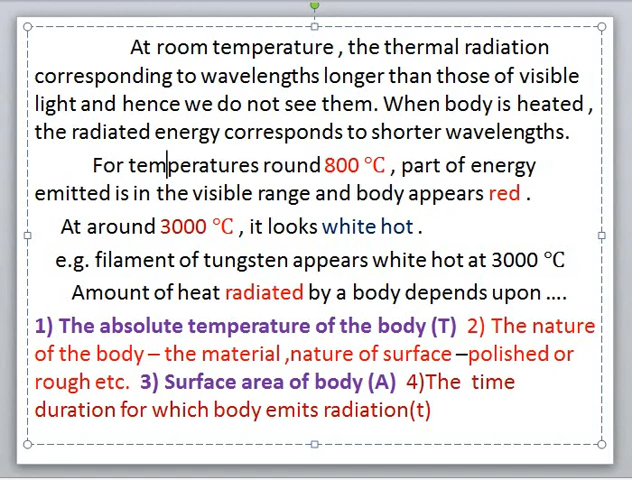 At room temperature , the thermal radiation
corresponding to wavelengths longer than those of visible
light and hence we do not see them. When body is heated ,
the radiated energy corresponds to shorter wavelengths.
For temperatures round 800 °C , part of energy
emitted is in the visible range and body appears red .
At around 3000 °C , it looks white hot .
e.g. filament of tungsten appears white hot at 3000 °C
Amount of heat radiated by a body depends upon ....
1) The absolute temperature of the body (T) 2) The nature
of the body – the material ,nature of surface –polished or
rough etc. 3) Surface area of body (A) 4)The time
duration for which body emits radiation(t)